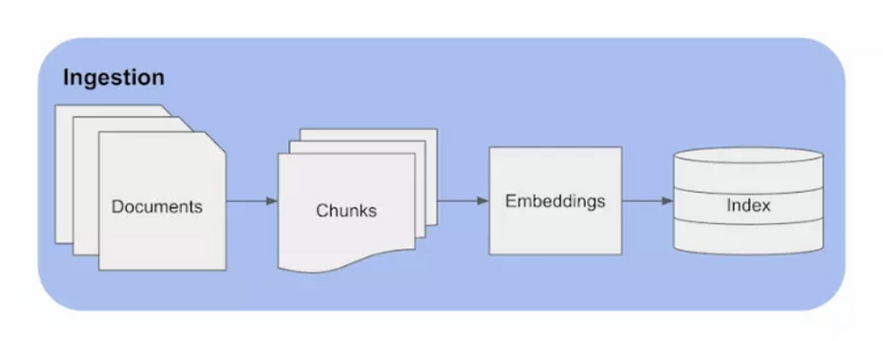 Ingestion
Documents
Chunks
Embeddings
Index